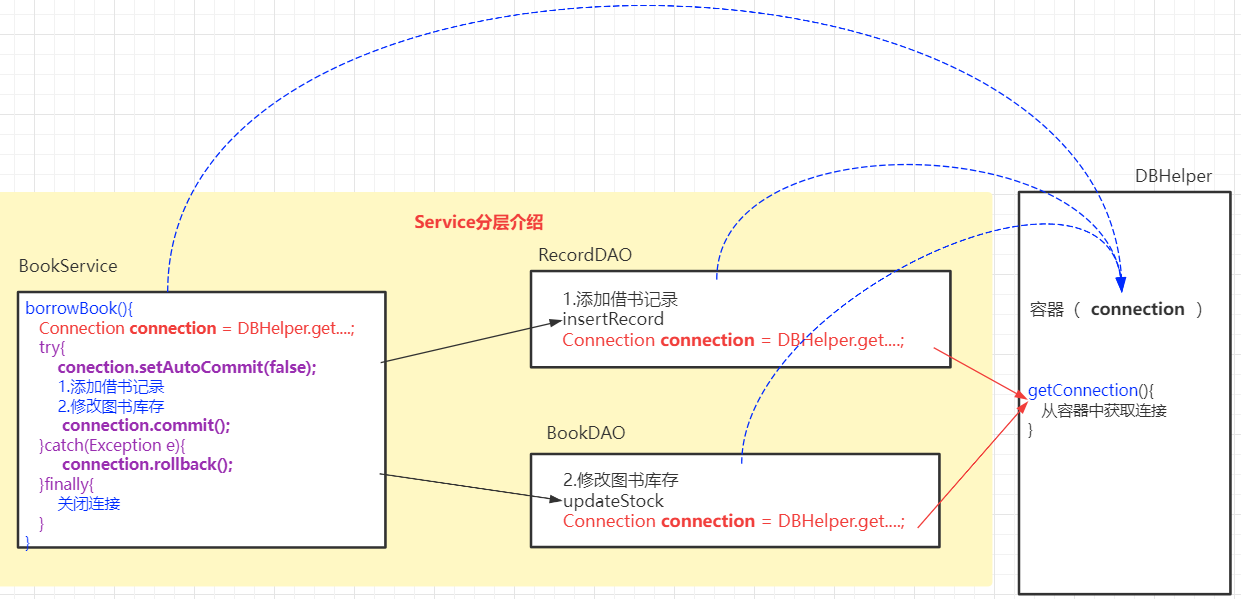 Service分层介绍
BookService
borrowBook(){
Connection connection = DBHelper.get....;
try{
conection.setAutoCommit(false);
1.添加借书记录
2.修改图书库存
connection.commit();
}catch(Exception e){
connection.rollback();
}finally{
关闭连接
}
}
RecordDAO
1.添加借书记录
insertRecord
Connection connection = DBHelper.get....;
BookDAO
2.修改图书库存
updateStock
Connection connection = DBHelper.get....;
DBHelper
容器（ connection ）
getConnection(){
从容器中获取连接
}